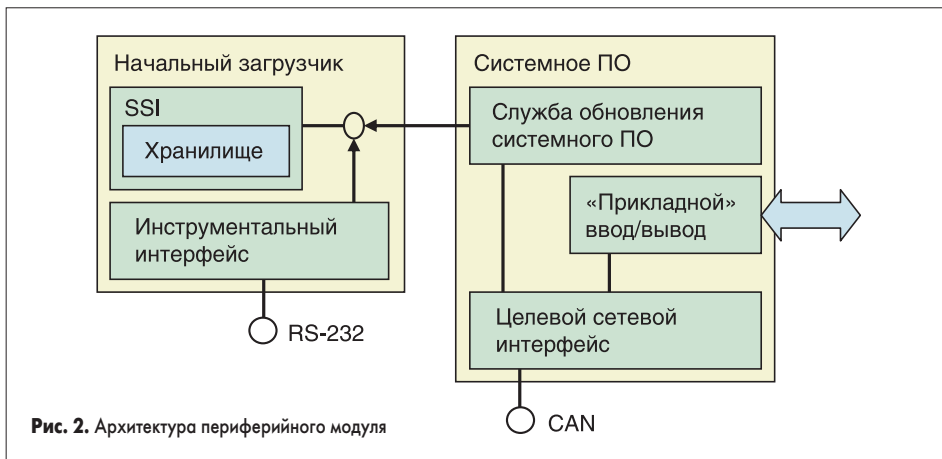 Начальный загрузчик
SSI
Хранилище
Инструментальный
интерфейс
RS-232
Системное ПО
Служба обновления
системного ПО
«Прикладной»
ввод/вывод
Целевой сетевой
интерфейс
CAN
Рис. 2. Архитектура периферийного модуля